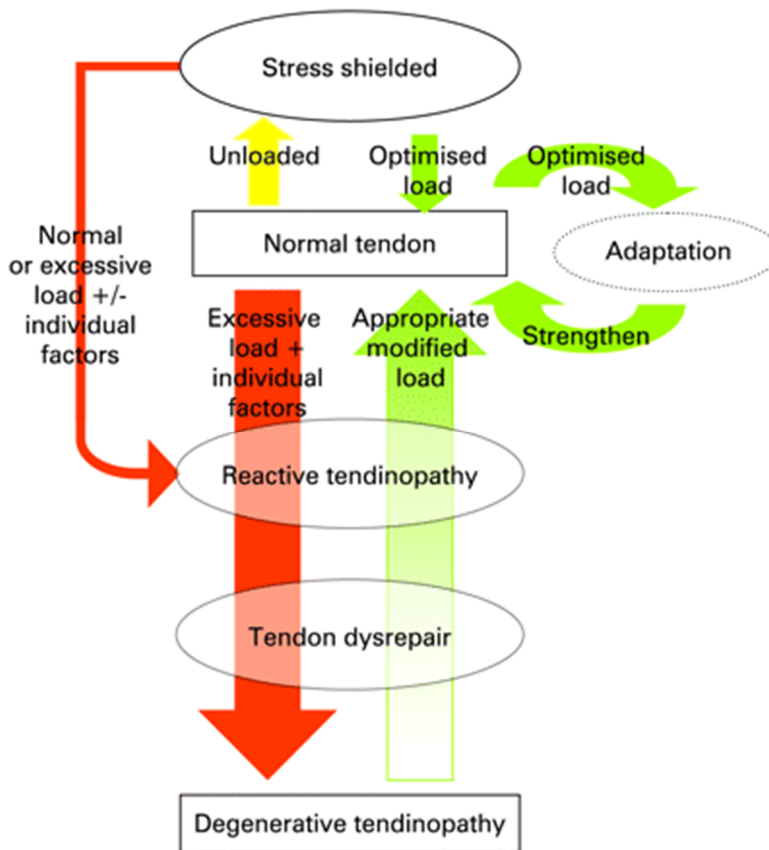 Stress shielded
Unloaded
Optimised
load
Optimised
load
Normal tendon
Adaptation
Normal
or excessive
load +/-
individual
factors
Excessive
load +
individual
factors
Appropriate
modified
load
Strengthen
Reactive tendinopathy
Tendon dysrepair
Degenerative tendinopathy